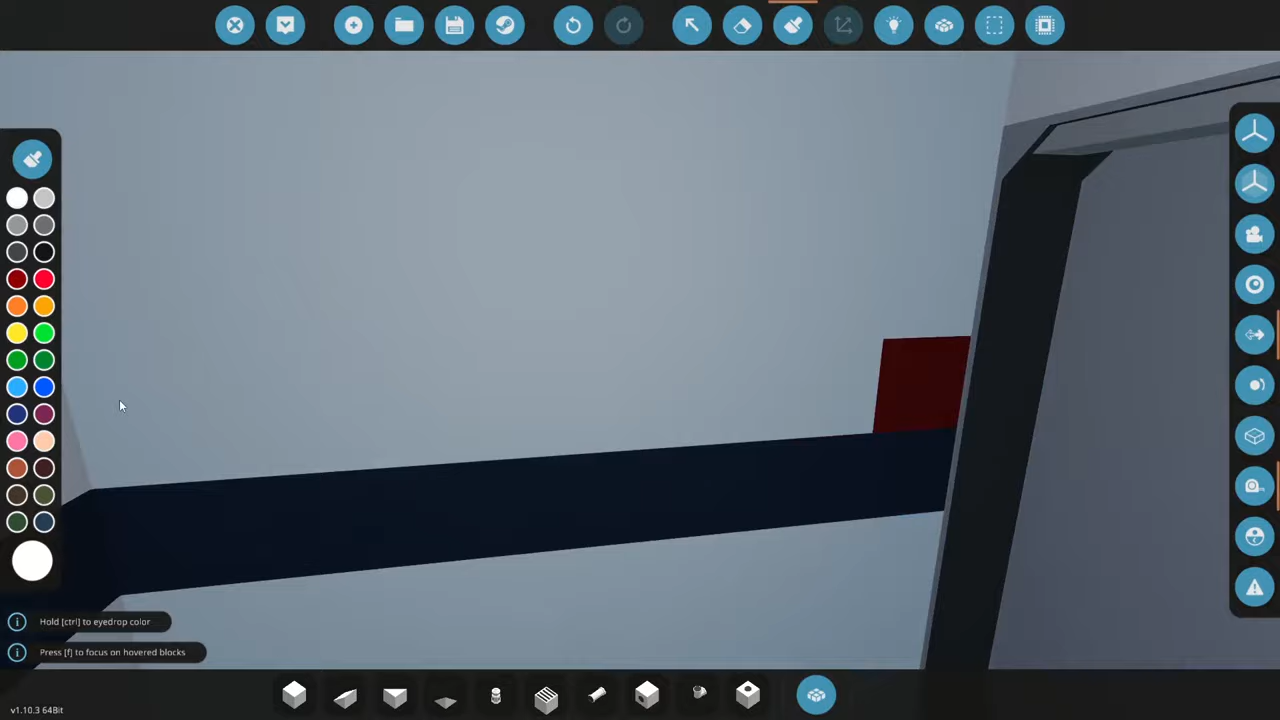 Hold [ctrl] to eyedrop color
Press [f] to focus on hovered blocks
v1.10.3 64Bit